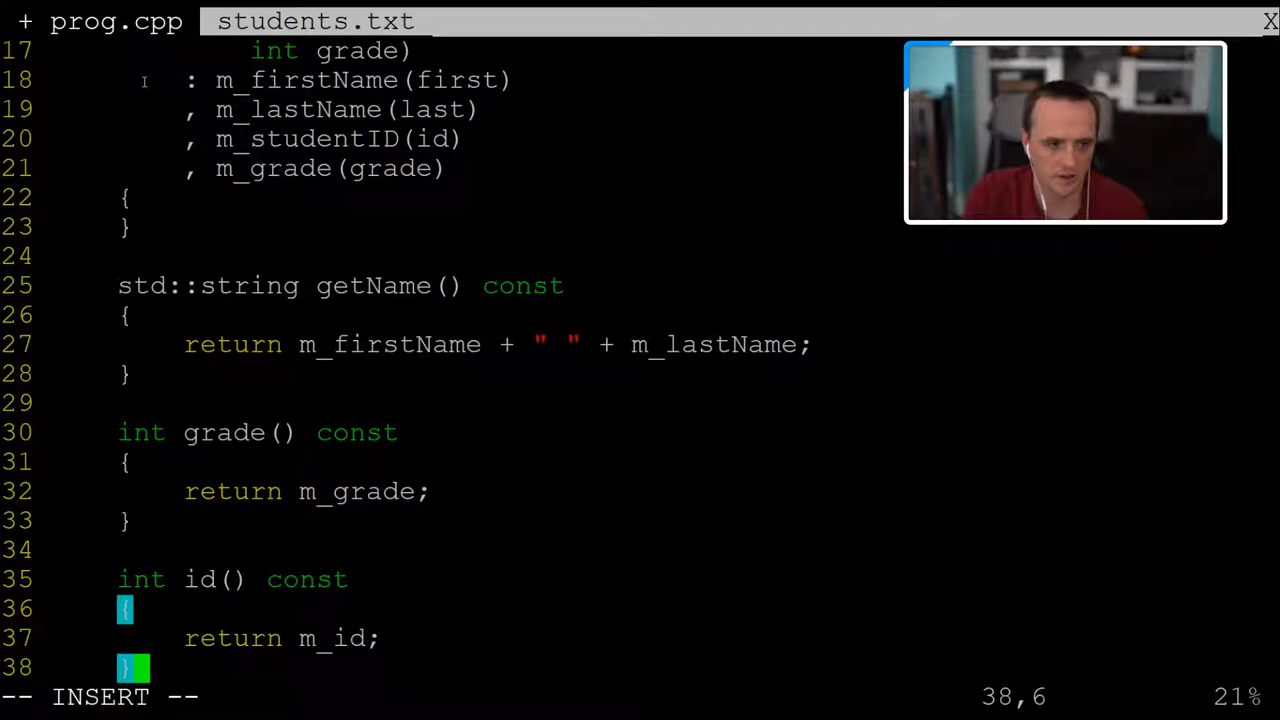 + prog.cpp students.txt X
17 int grade)
18 : m_firstName(first)
19 , m_lastName(last)
20 , m_studentID(id)
21 , m_grade(grade)
22 {
23 }
24
25 std::string getName() const
26 {
27 return m_firstName + " " + m_lastName;
28 }
29
30 int grade() const
31 {
32 return m_grade;
33 }
34
35 int id() const
36 {
37 return m_id;
38 }
-- INSERT -- 38,6 21%